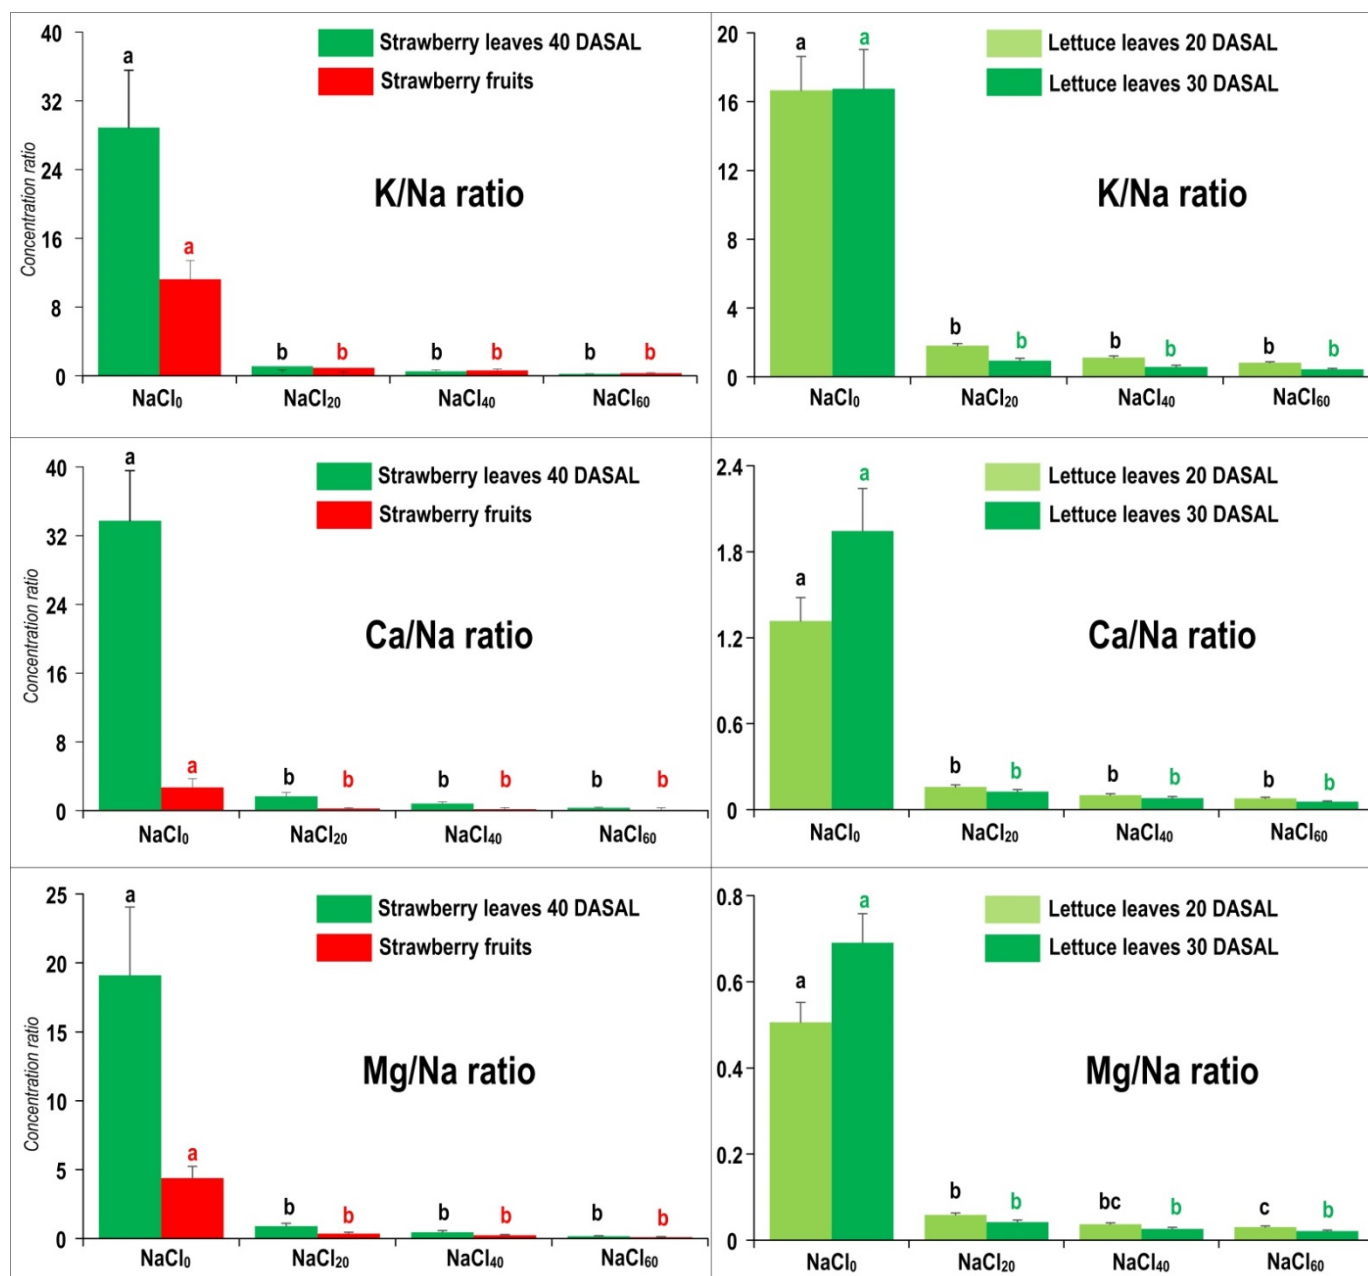 Strawberry leaves 40 DASAL
Strawberry fruits
K/Na ratio
Concentration ratio
40
32
24
16
8
0
a
a
b b
b b
b b
NaCl₀ NaCl₂₀ NaCl₄₀ NaCl₆₀
Lettuce leaves 20 DASAL
Lettuce leaves 30 DASAL
K/Na ratio
20
16
12
8
4
0
a a
b b
b b
b b
NaCl₀ NaCl₂₀ NaCl₄₀ NaCl₆₀
Strawberry leaves 40 DASAL
Strawberry fruits
Ca/Na ratio
Concentration ratio
40
32
24
16
8
0
a
a
b b
b b
b b
NaCl₀ NaCl₂₀ NaCl₄₀ NaCl₆₀
Lettuce leaves 20 DASAL
Lettuce leaves 30 DASAL
Ca/Na ratio
2.4
1.8
1.2
0.6
0
a
a
b b
b b
b b
NaCl₀ NaCl₂₀ NaCl₄₀ NaCl₆₀
Strawberry leaves 40 DASAL
Strawberry fruits
Mg/Na ratio
Concentration ratio
25
20
15
10
5
0
a
a
b b
b b
b b
NaCl₀ NaCl₂₀ NaCl₄₀ NaCl₆₀
Lettuce leaves 20 DASAL
Lettuce leaves 30 DASAL
Mg/Na ratio
0.8
0.6
0.4
0.2
0
a
a
b b
bc b
c b
NaCl₀ NaCl₂₀ NaCl₄₀ NaCl₆₀